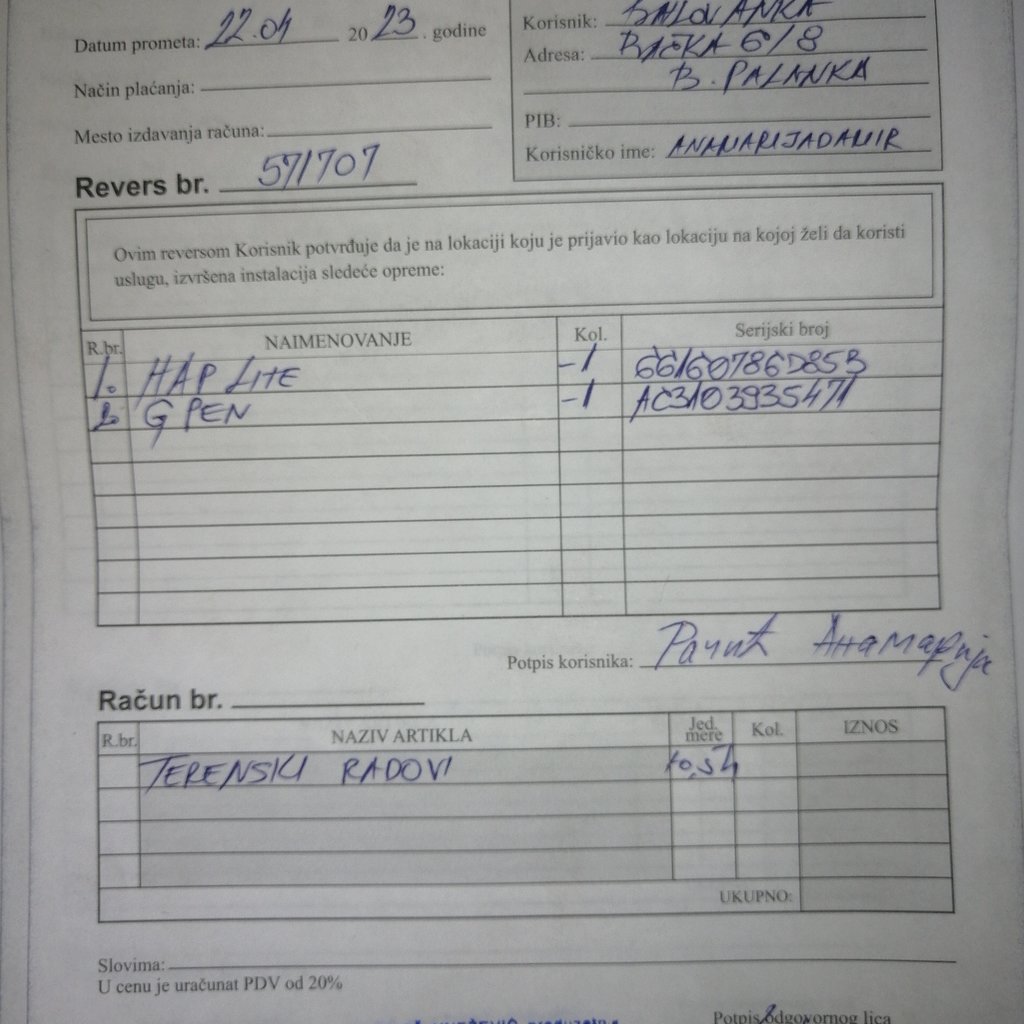 Datum prometa: 22.04 2023. godine
Način plaćanja:
Mesto izdavanja računa:
Revers br. 571707
Korisnik:
Adresa: BAČKA 6/8
B. PALANKA
PIB:
Korisničko ime: ANAMARIJADAMIR
Ovim reversom Korisnik potvrđuje da je na lokaciji koju je prijavio kao lokaciju na kojoj želi da koristi
uslugu, izvršena instalacija sledeće opreme:
R.br. NAIMENOVANJE Kol. Serijski broj
1. HAP LITE -1 66160786D853
2. G PEN -1 AC3103935471
Potpis korisnika: Анамарија
Račun br.
R.br. NAZIV ARTIKLA Jed. mere Kol. IZNOS
TERENSKI RADOVI
UKUPNO:
Slovima:
U cenu je uračunat PDV od 20%
Potpis odgovornog lica